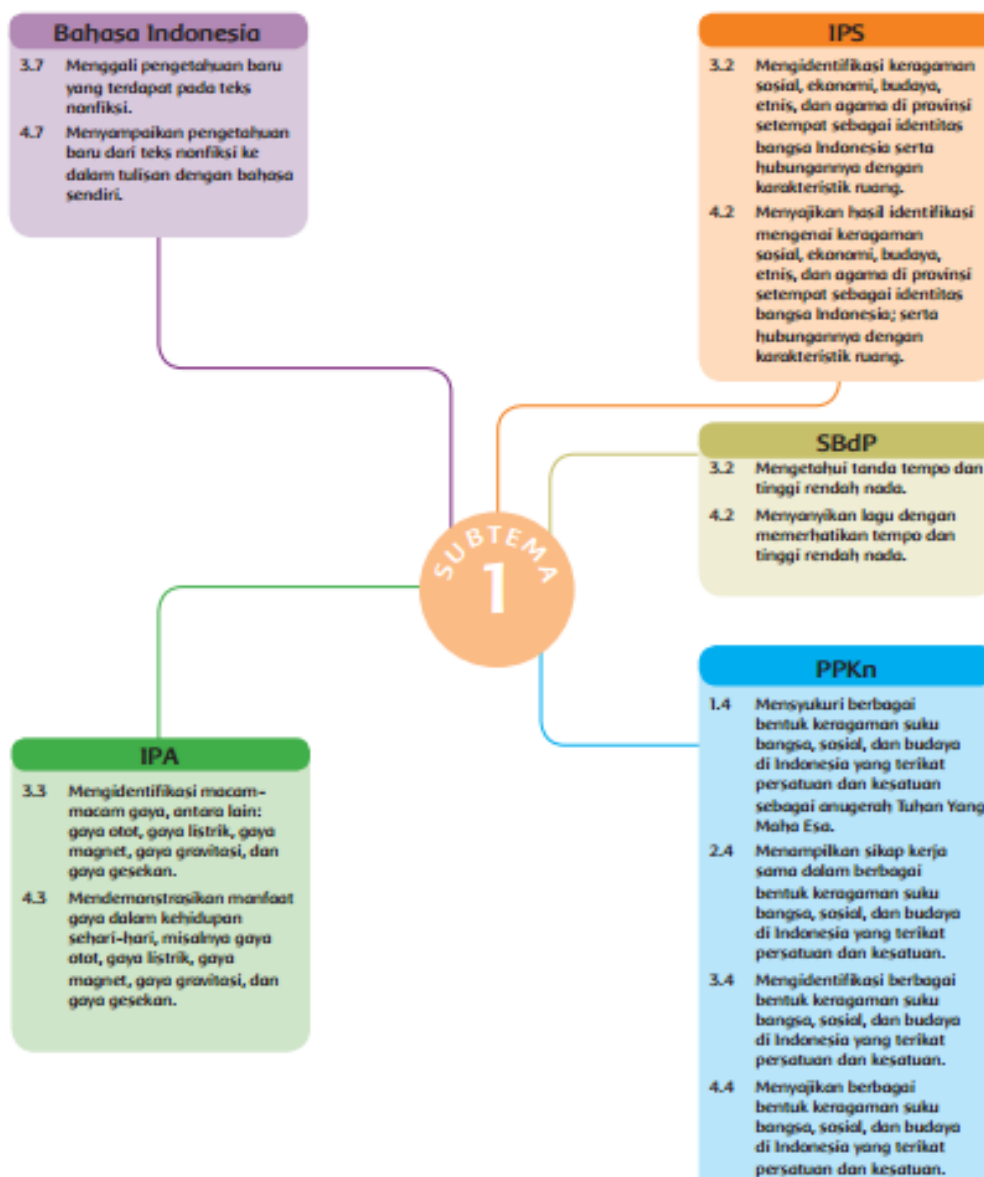 Bahasa Indonesia
3.7 Menggali pengetahuan baru
yang terdapat pada teks
nonfiksi.
4.7 Menyampaikan pengetahuan
baru dari teks nonfiksi ke
dalam tulisan dengan bahasa
sendiri.
IPS
3.2 Mengidentifikasi keragaman
sosial, ekonomi, budaya,
etnis, dan agama di provinsi
setempat sebagai identitas
bangsa Indonesia serta
hubungannya dengan
karakteristik ruang.
4.2 Menyajikan hasil identifikasi
mengenai keragaman
sosial, ekonomi, budaya,
etnis, dan agama di provinsi
setempat sebagai identitas
bangsa Indonesia; serta
hubungannya dengan
karakteristik ruang.
SBdP
3.2 Mengetahui tanda tempo dan
tinggi rendah nada.
4.2 Menyanyikan lagu dengan
memerhatikan tempo dan
tinggi rendah nada.
SUBTEMA
1
IPA
3.3 Mengidentifikasi macam-
macam gaya, antara lain:
gaya otot, gaya listrik, gaya
magnet, gaya gravitasi, dan
gaya gesekan.
4.3 Mendemonstrasikan manfaat
gaya dalam kehidupan
sehari-hari, misalnya gaya
otot, gaya listrik, gaya
magnet, gaya gravitasi, dan
gaya gesekan.
PPKn
1.4 Mensyukuri berbagai
bentuk keragaman suku
bangsa, sosial, dan budaya
di Indonesia yang terikat
persatuan dan kesatuan
sebagai anugerah Tuhan Yang
Maha Esa.
2.4 Menampilkan sikap kerja
sama dalam berbagai
bentuk keragaman suku
bangsa, sosial, dan budaya
di Indonesia yang terikat
persatuan dan kesatuan.
3.4 Mengidentifikasi berbagai
bentuk keragaman suku
bangsa, sosial, dan budaya
di Indonesia yang terikat
persatuan dan kesatuan.
4.4 Menyajikan berbagai
bentuk keragaman suku
bangsa, sosial, dan budaya
di Indonesia yang terikat
persatuan dan kesatuan.